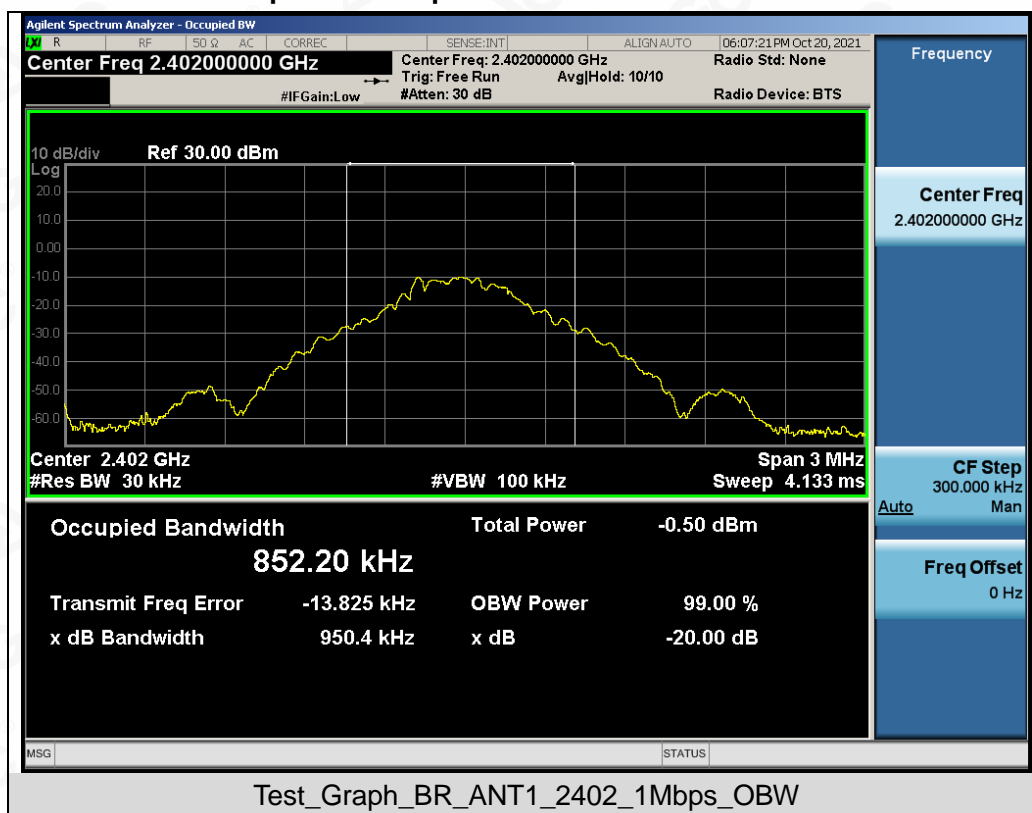 Agilent Spectrum Analyzer - Occupied BW
LXI R RF 50 Ω AC CORREC SENSE:INT ALIGN AUTO 06:07:21 PM Oct 20, 2021
Center Freq 2.402000000 GHz Center Freq: 2.402000000 GHz Radio Std: None
Trig: Free Run Avg|Hold: 10/10
#IFGain:Low #Atten: 30 dB Radio Device: BTS
10 dB/div Ref 30.00 dBm
Log
20.0
10.0
0.00
-10.0
-20.0
-30.0
-40.0
-50.0
-60.0
Center 2.402 GHz Span 3 MHz
#Res BW 30 kHz #VBW 100 kHz Sweep 4.133 ms
Occupied Bandwidth Total Power -0.50 dBm
852.20 kHz
Transmit Freq Error -13.825 kHz OBW Power 99.00 %
x dB Bandwidth 950.4 kHz x dB -20.00 dB
MSG STATUS
Frequency
Center Freq
2.402000000 GHz
CF Step
300.000 kHz
Auto Man
Freq Offset
0 Hz
Test_Graph_BR_ANT1_2402_1Mbps_OBW